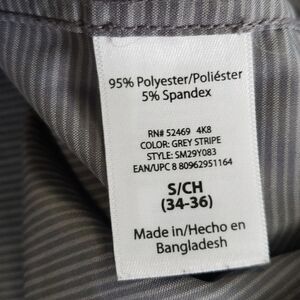 95% Polyester/Poliéster
5% Spandex
RN# 52469 4K8
COLOR: GREY STRIPE
STYLE: SM29Y083
EAN/UPC 8 80962951164
S/CH
(34-36)
Made in/Hecho en
Bangladesh